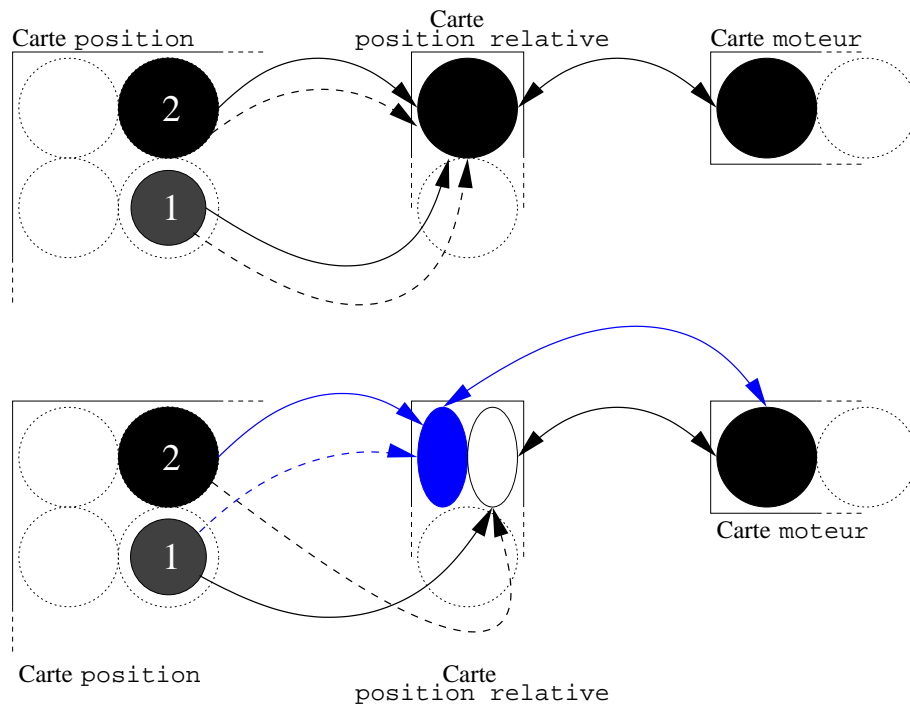 Carte position
Carte
position relative
Carte moteur
2
1
2
1
Carte moteur
Carte position
Carte
position relative